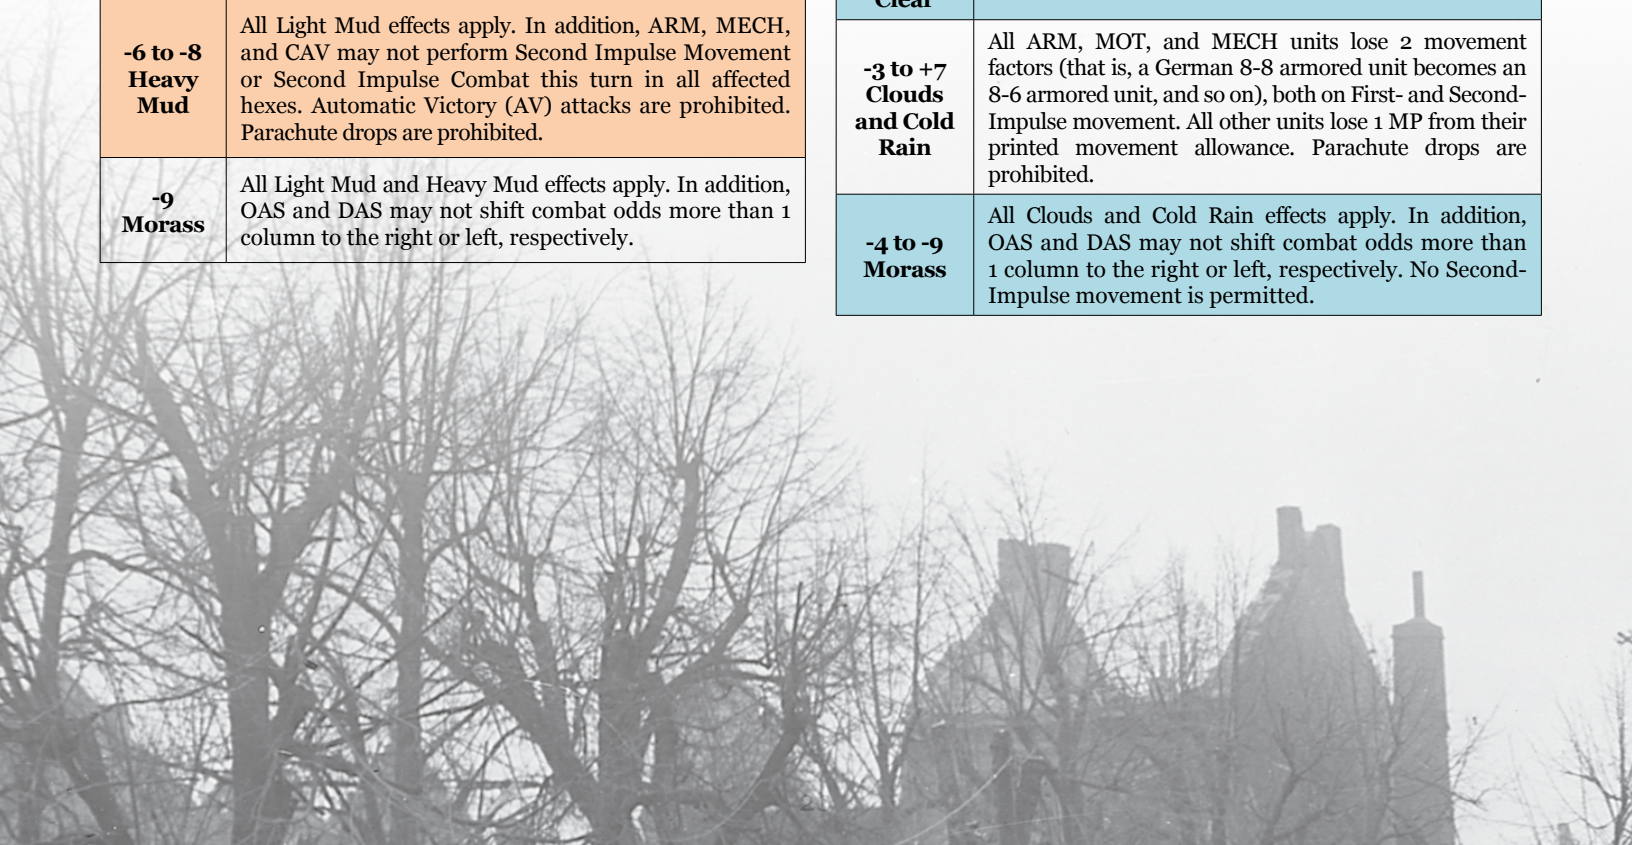 -6 to -8
Heavy
Mud
All Light Mud effects apply. In addition, ARM, MECH,
and CAV may not perform Second Impulse Movement
or Second Impulse Combat this turn in all affected
hexes. Automatic Victory (AV) attacks are prohibited.
Parachute drops are prohibited.
-9
Morass
All Light Mud and Heavy Mud effects apply. In addition,
OAS and DAS may not shift combat odds more than 1
column to the right or left, respectively.
Clear
-3 to +7
Clouds
and Cold
Rain
All ARM, MOT, and MECH units lose 2 movement
factors (that is, a German 8-8 armored unit becomes an
8-6 armored unit, and so on), both on First- and Second-
Impulse movement. All other units lose 1 MP from their
printed movement allowance. Parachute drops are
prohibited.
-4 to -9
Morass
All Clouds and Cold Rain effects apply. In addition,
OAS and DAS may not shift combat odds more than
1 column to the right or left, respectively. No Second-
Impulse movement is permitted.
2